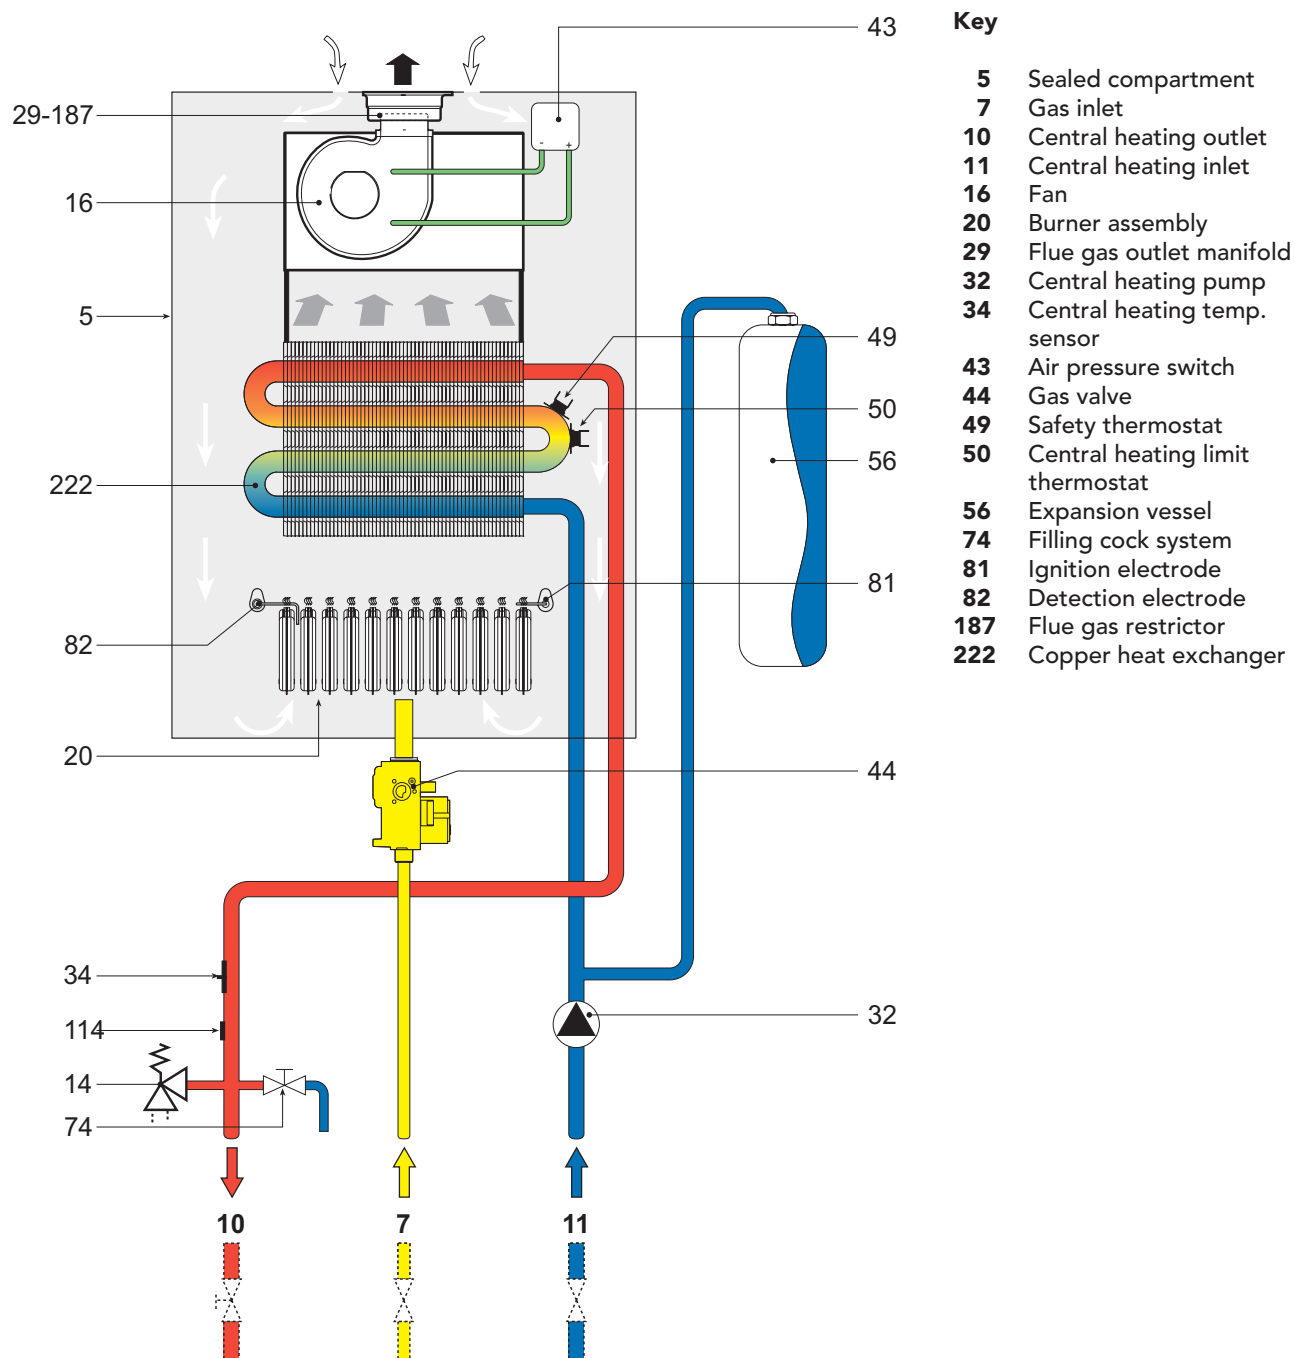 43
29-187
16
5
49
50
56
222
81
82
20
44
34
114
32
14
74
10
7
11
- +
Key
5 Sealed compartment
7 Gas inlet
10 Central heating outlet
11 Central heating inlet
16 Fan
20 Burner assembly
29 Flue gas outlet manifold
32 Central heating pump
34 Central heating temp.
sensor
43 Air pressure switch
44 Gas valve
49 Safety thermostat
50 Central heating limit
thermostat
56 Expansion vessel
74 Filling cock system
81 Ignition electrode
82 Detection electrode
187 Flue gas restrictor
222 Copper heat exchanger